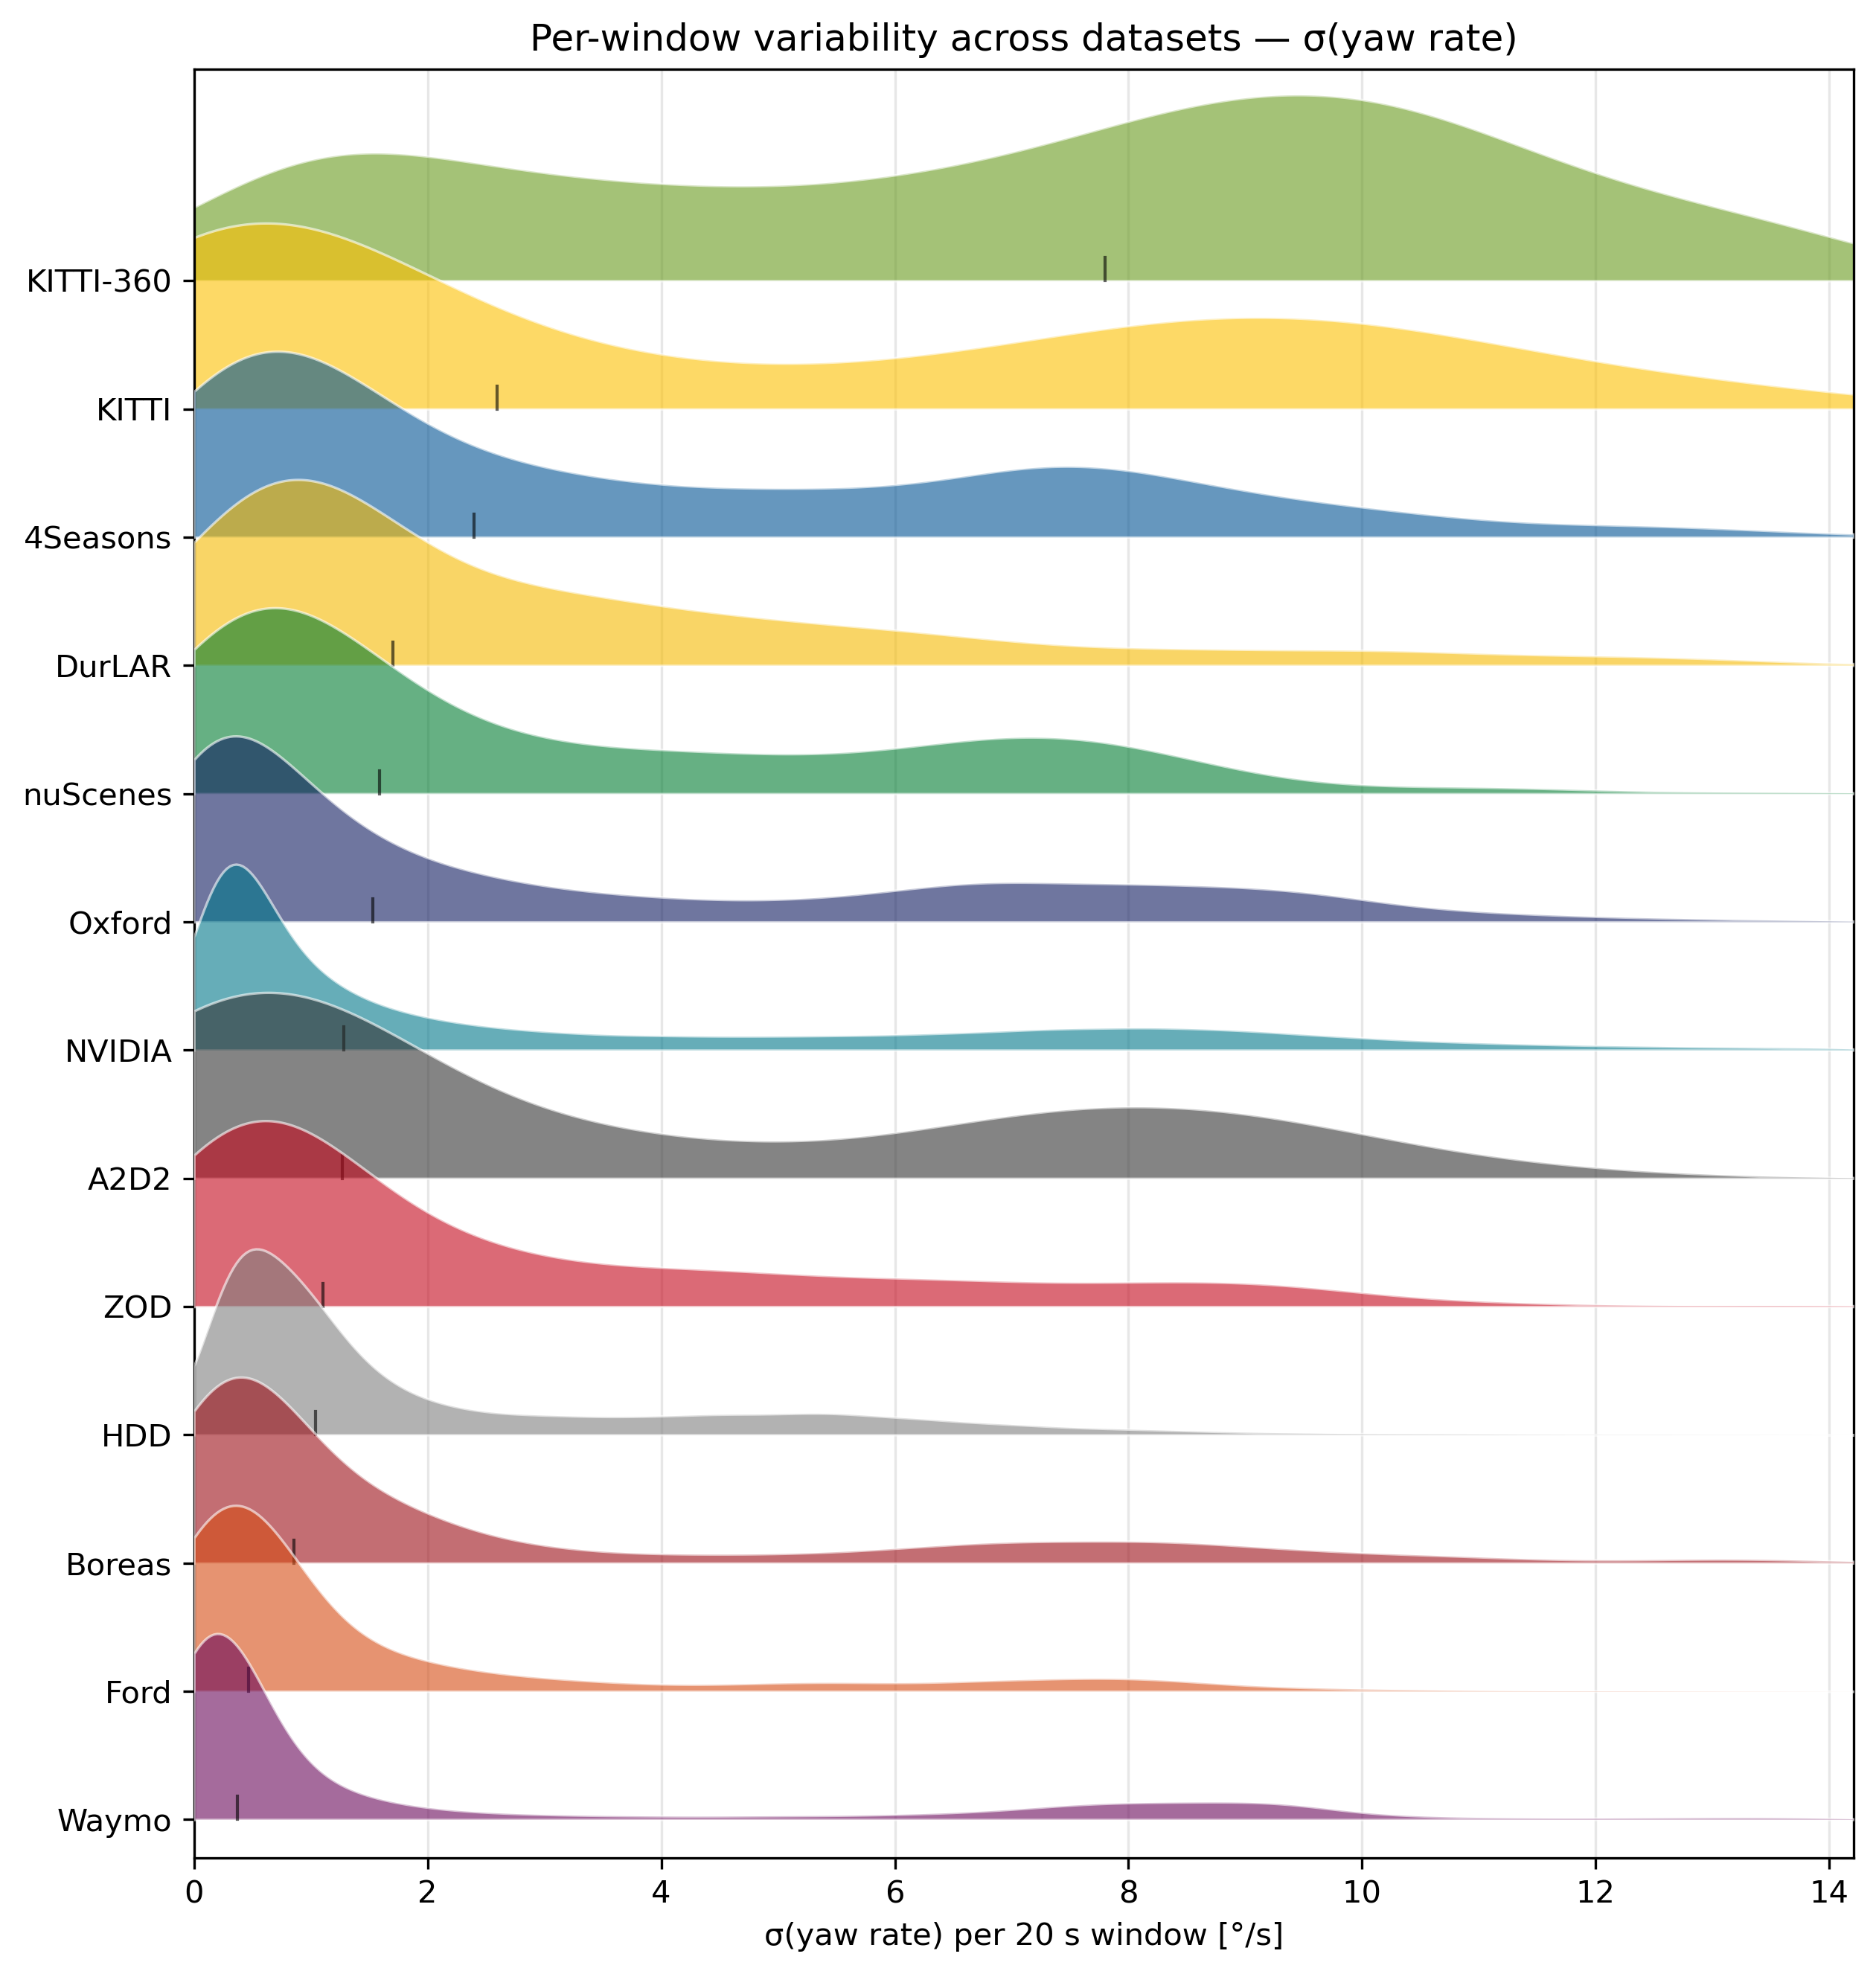 Per-window variability across datasets — σ(yaw rate)
KITTI-360
KITTI
4Seasons
DurLAR
nuScenes
Oxford
NVIDIA
A2D2
ZOD
HDD
Boreas
Ford
Waymo
0 2 4 6 8 10 12 14
σ(yaw rate) per 20 s window [°/s]